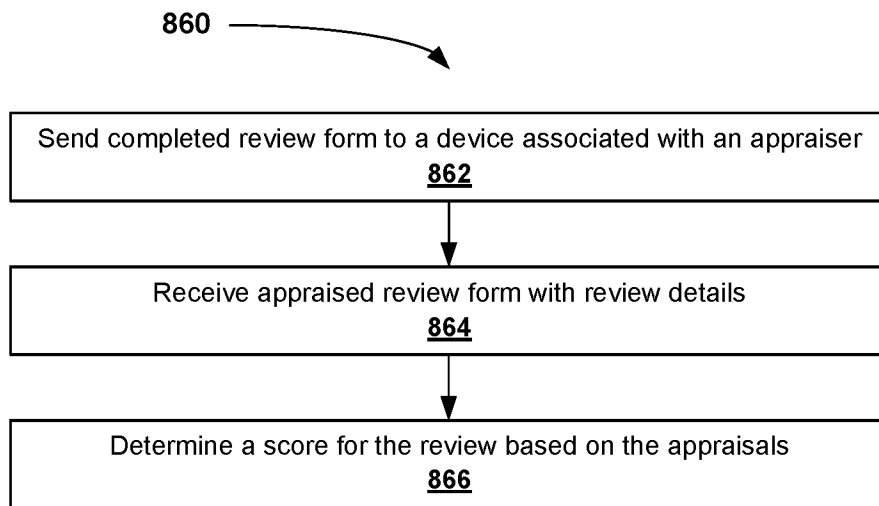 860
Send completed review form to a device associated with an appraiser
862
Receive appraised review form with review details
864
Determine a score for the review based on the appraisals
866